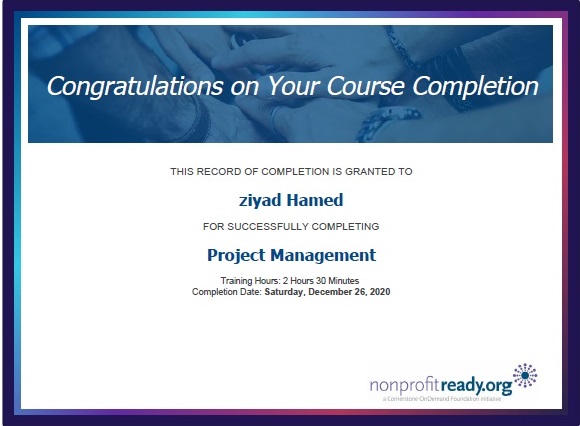 Congratulations on Your Course Completion
THIS RECORD OF COMPLETION IS GRANTED TO
ziyad Hamed
FOR SUCCESSFULLY COMPLETING
Project Management
Training Hours: 2 Hours 30 Minutes
Completion Date: Saturday, December 26, 2020
nonprofitready.org
a Cornerstone OnDemand Foundation initiative